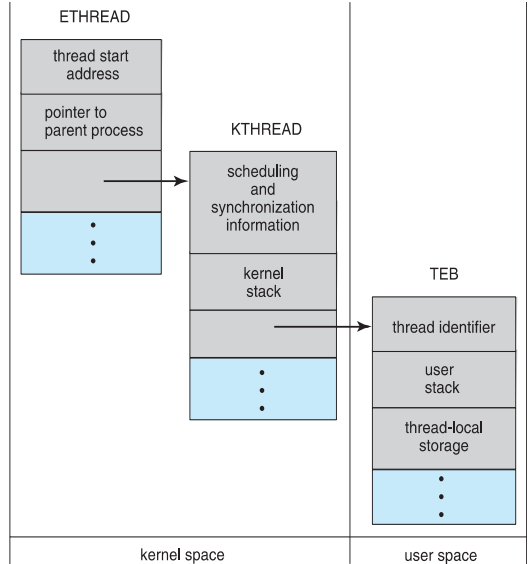 ETHREAD
thread start
address
pointer to
parent process
KTHREAD
scheduling
and
synchronization
information
kernel
stack
TEB
thread identifier
user
stack
thread-local
storage
kernel space
user space